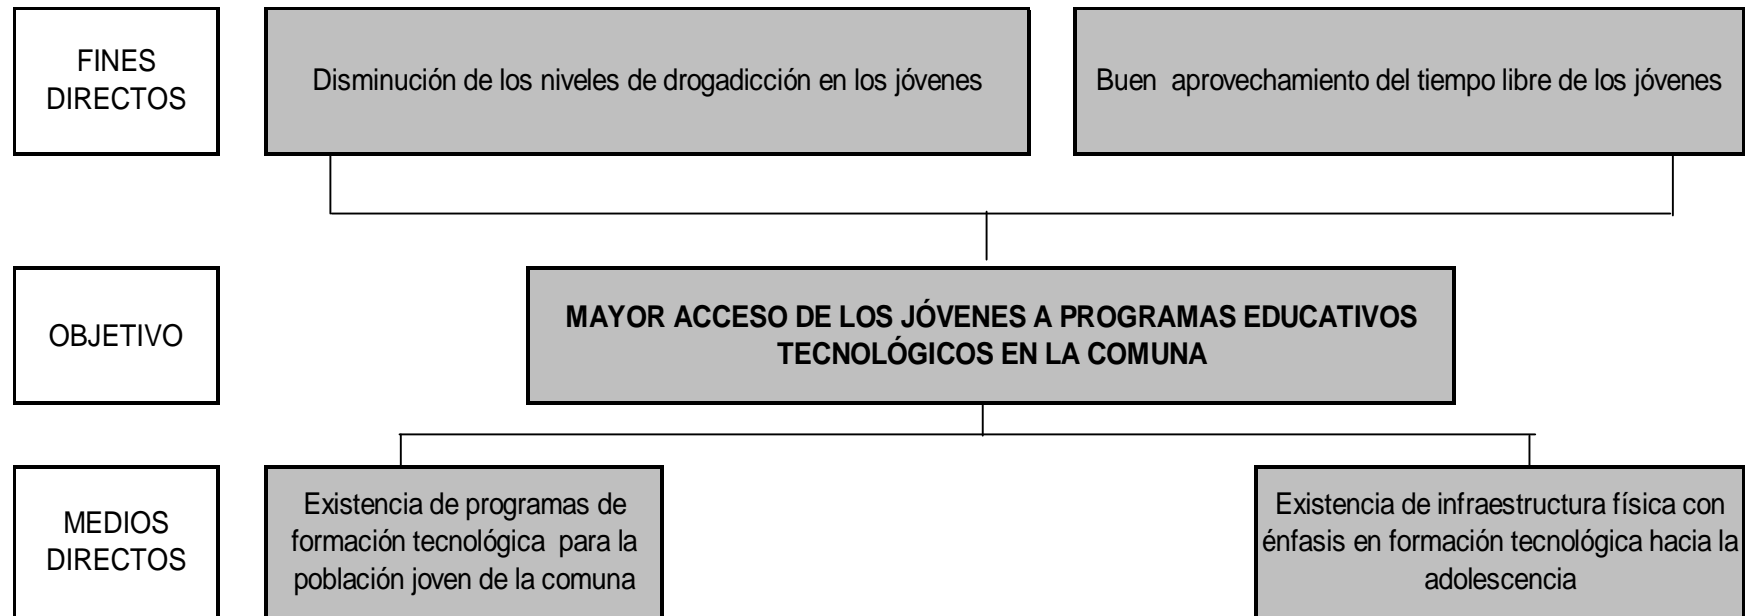 FINES
DIRECTOS
Disminución de los niveles de drogadicción en los jóvenes
Buen aprovechamiento del tiempo libre de los jóvenes
OBJETIVO
MAYOR ACCESO DE LOS JÓVENES A PROGRAMAS EDUCATIVOS
TECNOLÓGICOS EN LA COMUNA
MEDIOS
DIRECTOS
Existencia de programas de
formación tecnológica para la
población joven de la comuna
Existencia de infraestructura física con
énfasis en formación tecnológica hacia la
adolescencia